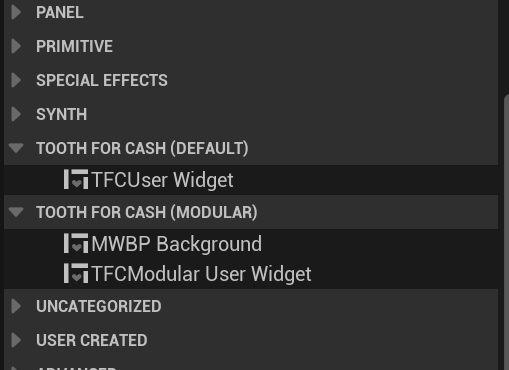 PANEL
PRIMITIVE
SPECIAL EFFECTS
SYNTH
TOOTH FOR CASH (DEFAULT)
TFCUser Widget
TOOTH FOR CASH (MODULAR)
MWBP Background
TFCModular User Widget
UNCATEGORIZED
USER CREATED
ADVANCED